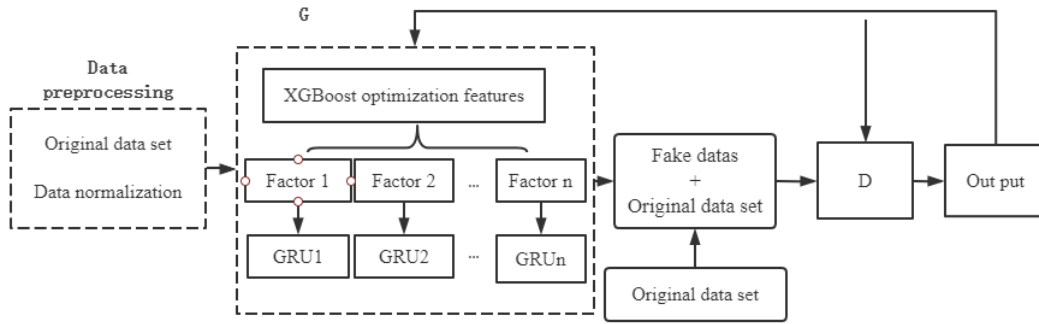 G
Data
preprocessing
Original data set
Data normalization
XGBoost optimization features
Factor 1
Factor 2
...
Factor n
GRU1
GRU2
...
GRUn
Fake datas
+
Original data set
Original data set
D
Out put